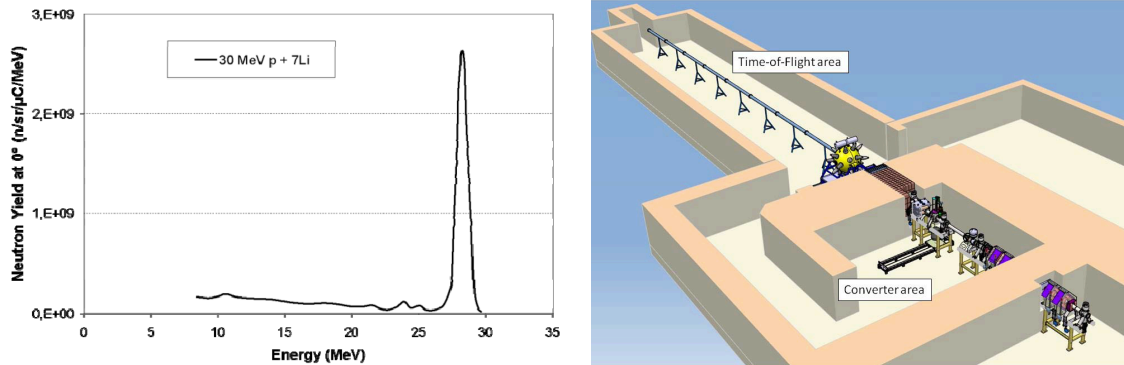 3,E+09
2,E+09
1,E+09
0,E+00
Neutron Yield at 0º (n/sr/µC/MeV)
30 MeV p + 7Li
0 5 10 15 20 25 30 35
Energy (MeV)
Time-of-Flight area
Converter area